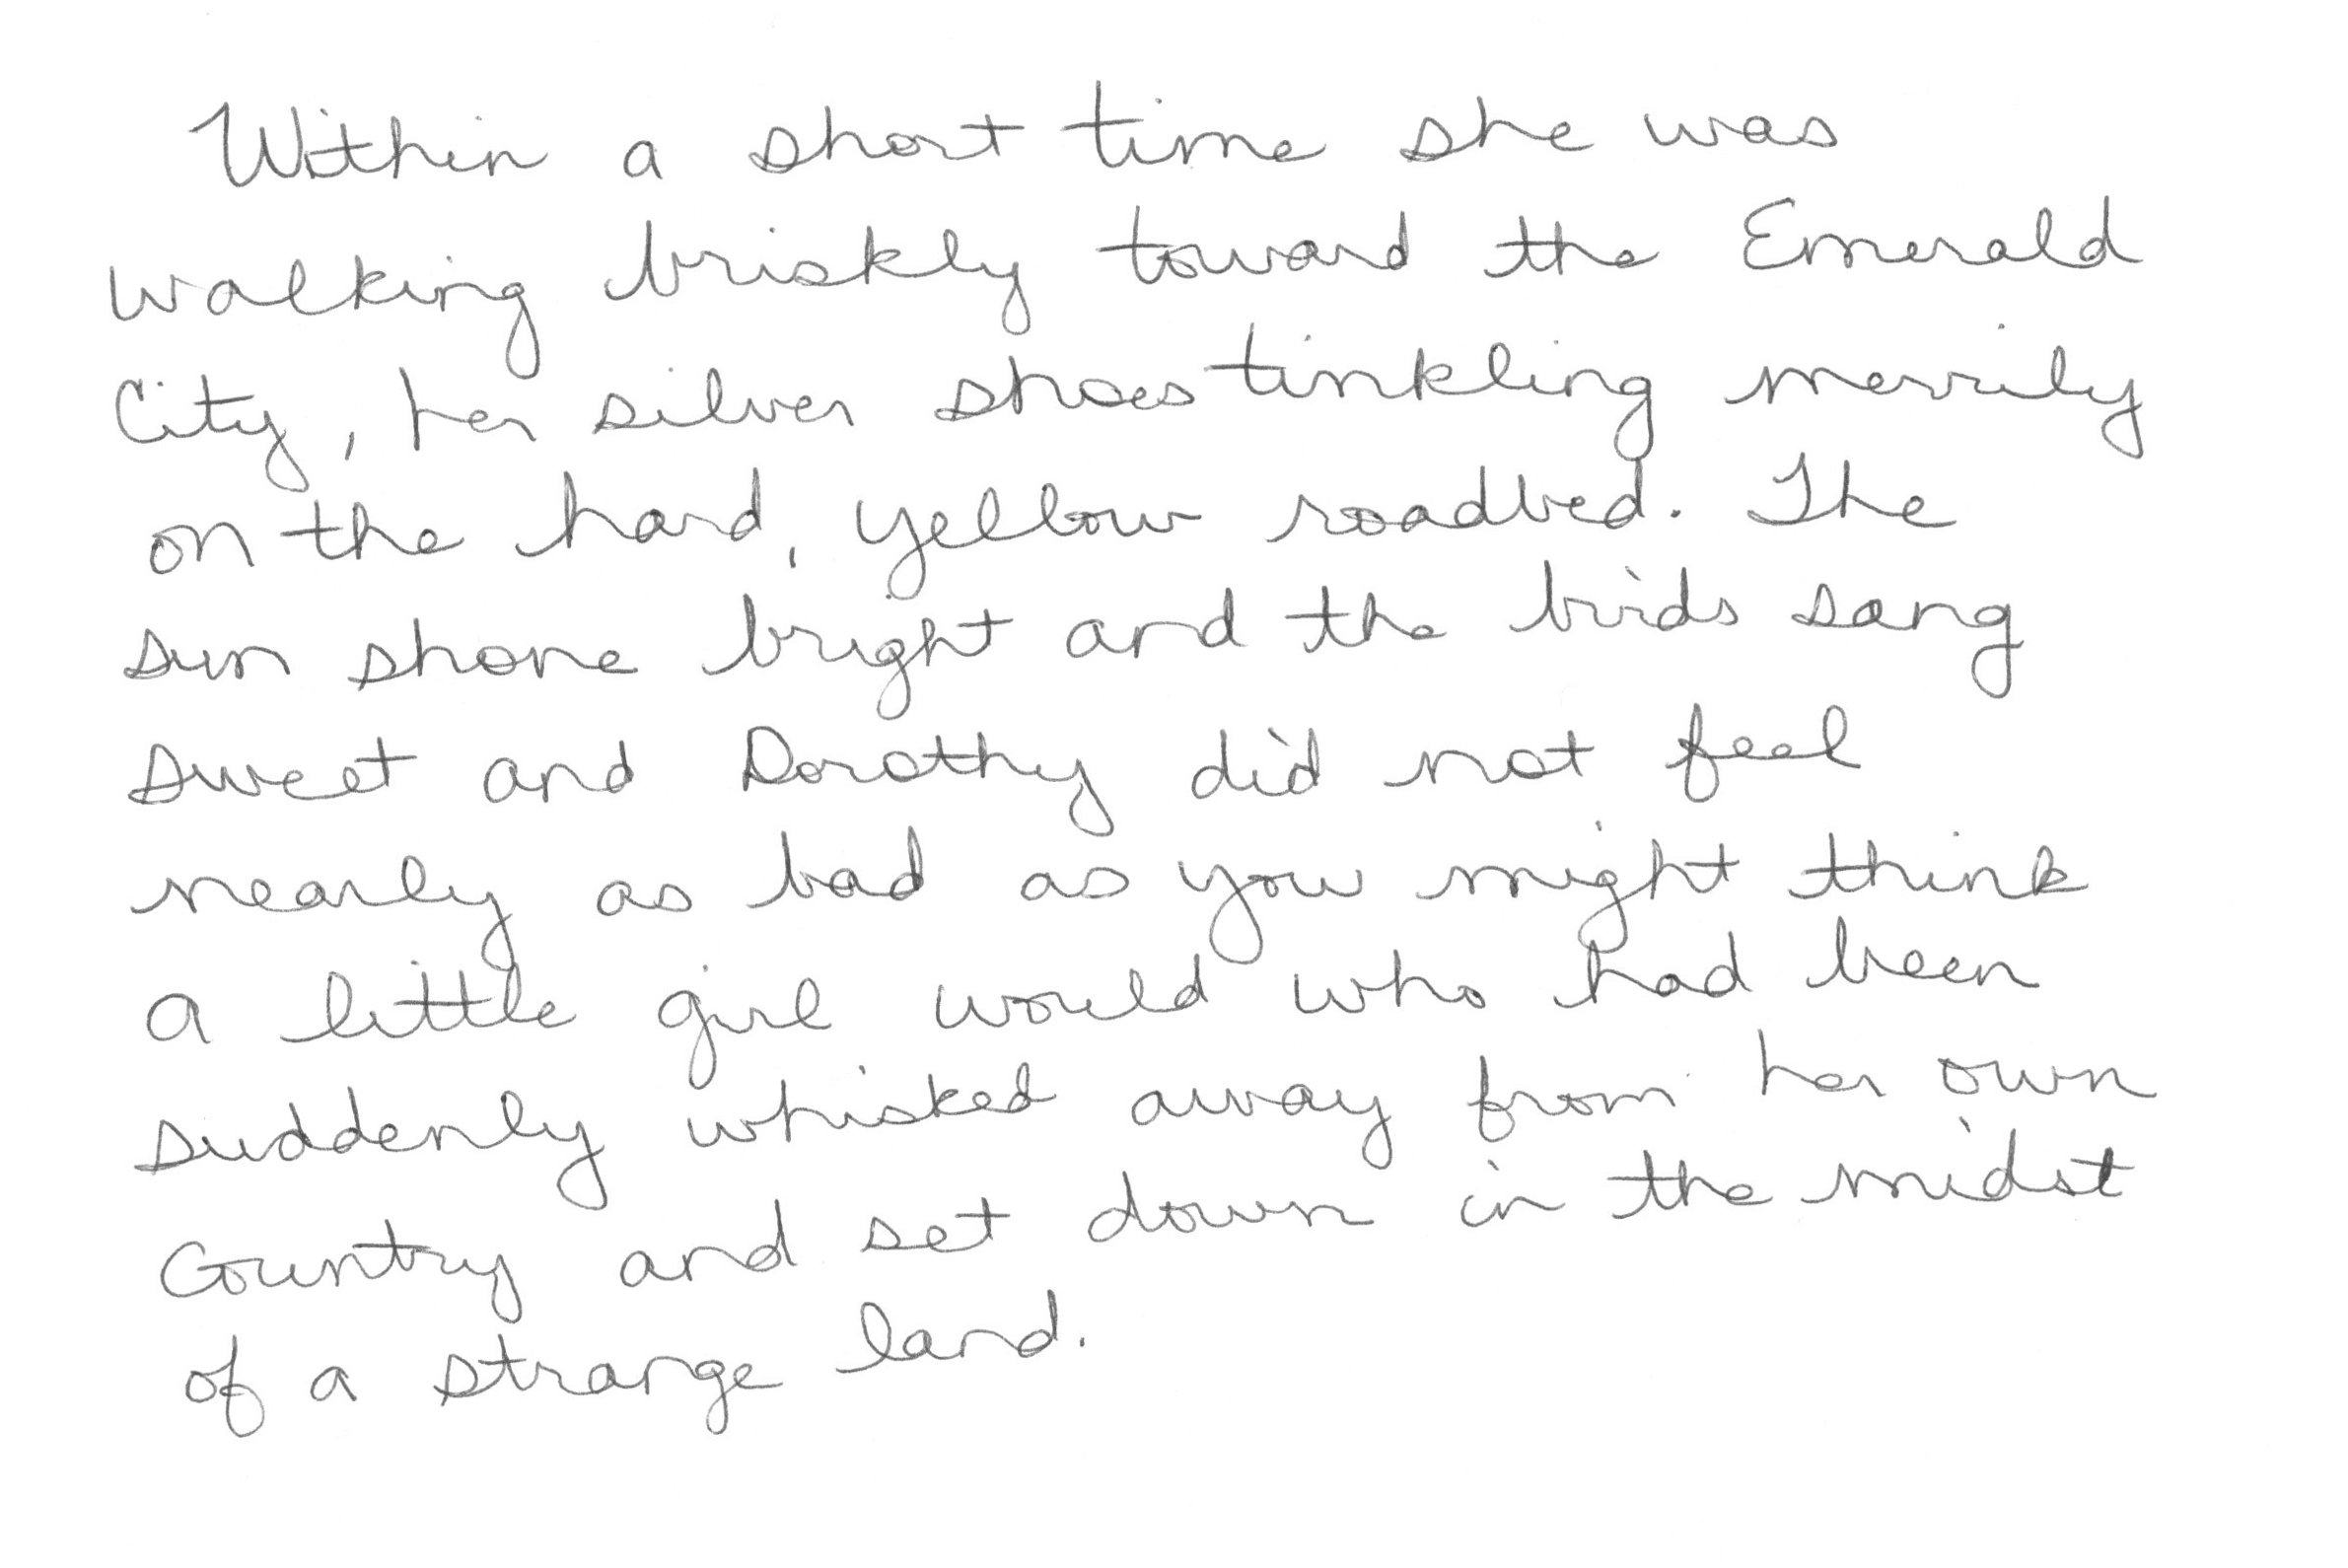 Within a short time she was
walking briskly toward the Emerald
City, her silver shoes tinkling merrily
on the hard, yellow roadbed. The
sun shone bright and the birds sang
sweet and Dorothy did not feel
nearly as bad as you might think
a little girl would who had been
suddenly whisked away from her own
country and set down in the midst
of a strange land.